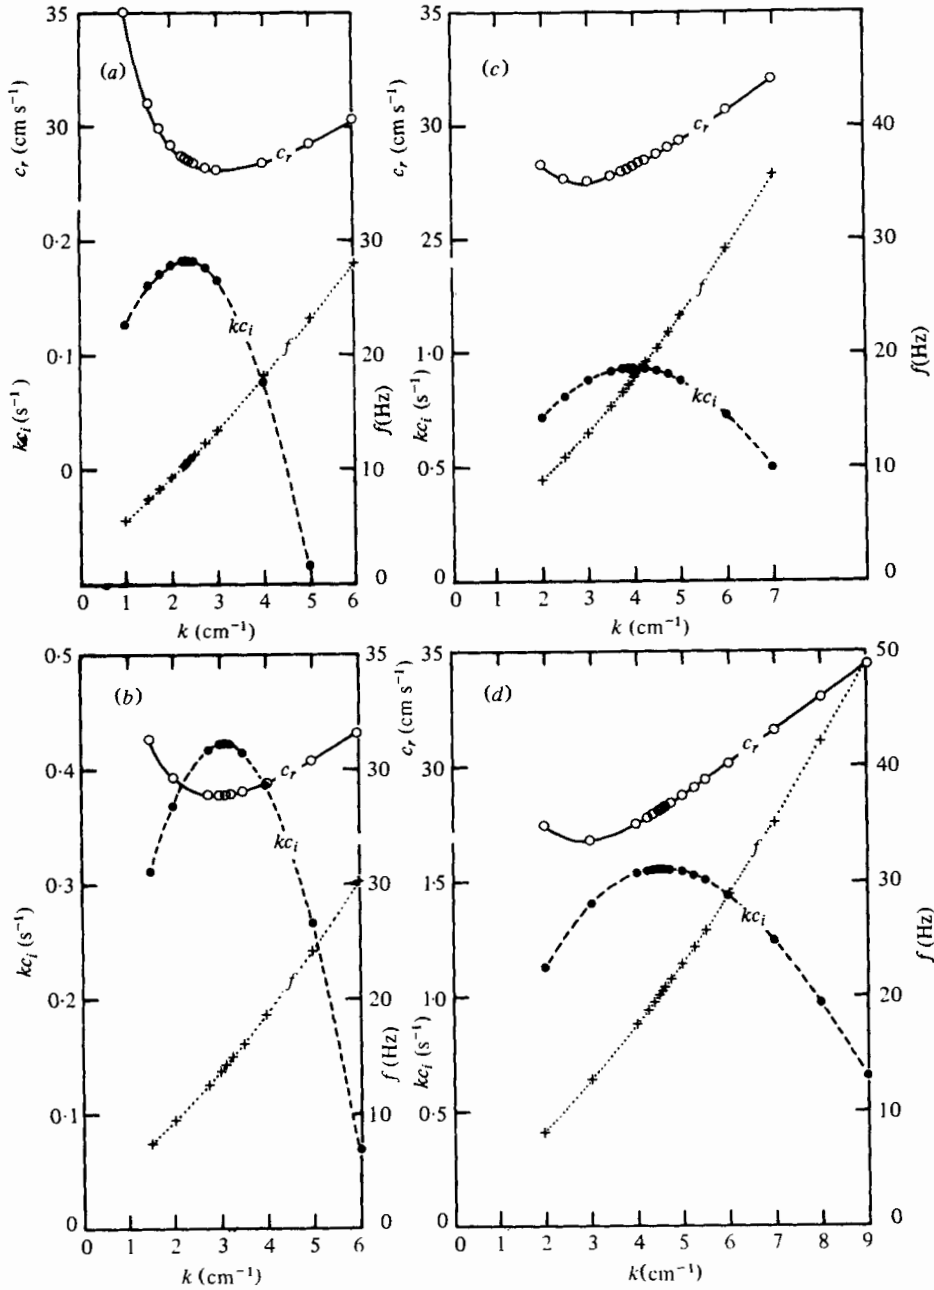 (a)
35
30
c_r (cm s⁻¹)
0·2
0·1
0
kc_i (s⁻¹)
c_r
kc_i
f
30
20
10
0
f(Hz)
0 1 2 3 4 5 6
k (cm⁻¹)
(c)
35
30
25
c_r (cm s⁻¹)
1·0
0·5
0
kc_i (s⁻¹)
c_r
f
kc_i
40
30
20
10
0
f(Hz)
0 1 2 3 4 5 6 7
k (cm⁻¹)
(b)
0·5
0·4
0·3
0·2
0·1
0
kc_i (s⁻¹)
c_r
kc_i
f
35
30
c_r (cm s⁻¹)
30
20
10
0
f (Hz)
0 1 2 3 4 5 6
k (cm⁻¹)
(d)
35
30
1·5
1·0
0·5
0
kc_i (s⁻¹)
c_r
f
kc_i
50
40
30
20
10
0
f (Hz)
0 1 2 3 4 5 6 7 8 9
k(cm⁻¹)